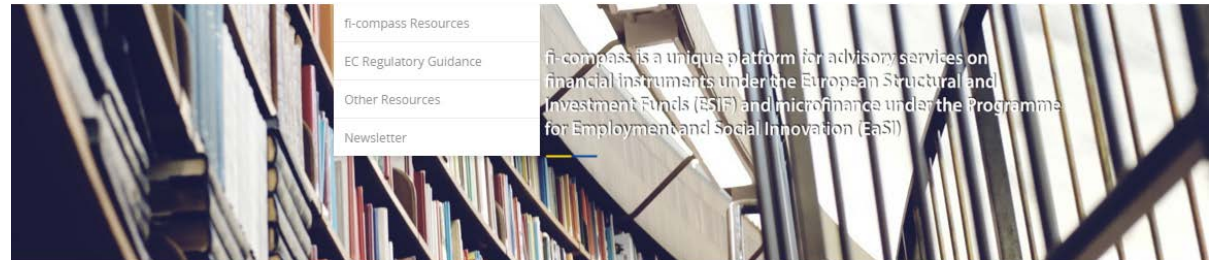 fi-compass Resources
EC Regulatory Guidance
Other Resources
Newsletter
fi-compass is a unique platform for advisory services on
financial instruments under the European Structural and
Investment Funds (ESIF) and microfinance under the Programme
for Employment and Social Innovation (EaSI)